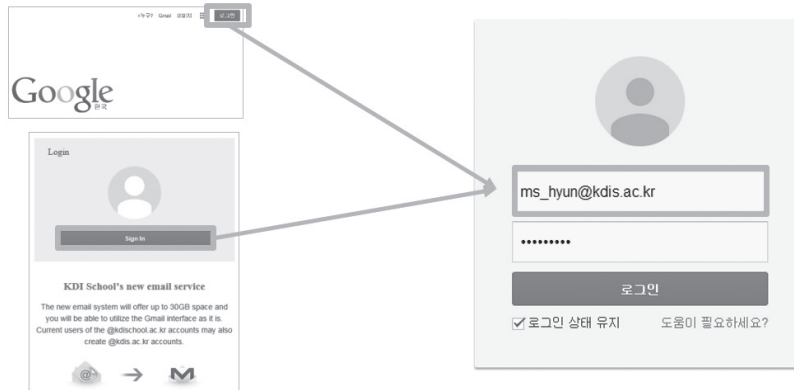 Gmail 이미지
로그인
Google
한국
Login
Sign In
KDI School's new email service
The new email system will offer up to 30GB space and
you will be able to utilize the Gmail interface as it is.
Current users of the @kdischool.ac.kr accounts may also
create @kdis.ac.kr accounts.
@
ms_hyun@kdis.ac.kr
•••••••••
로그인
로그인 상태 유지
도움이 필요하세요?